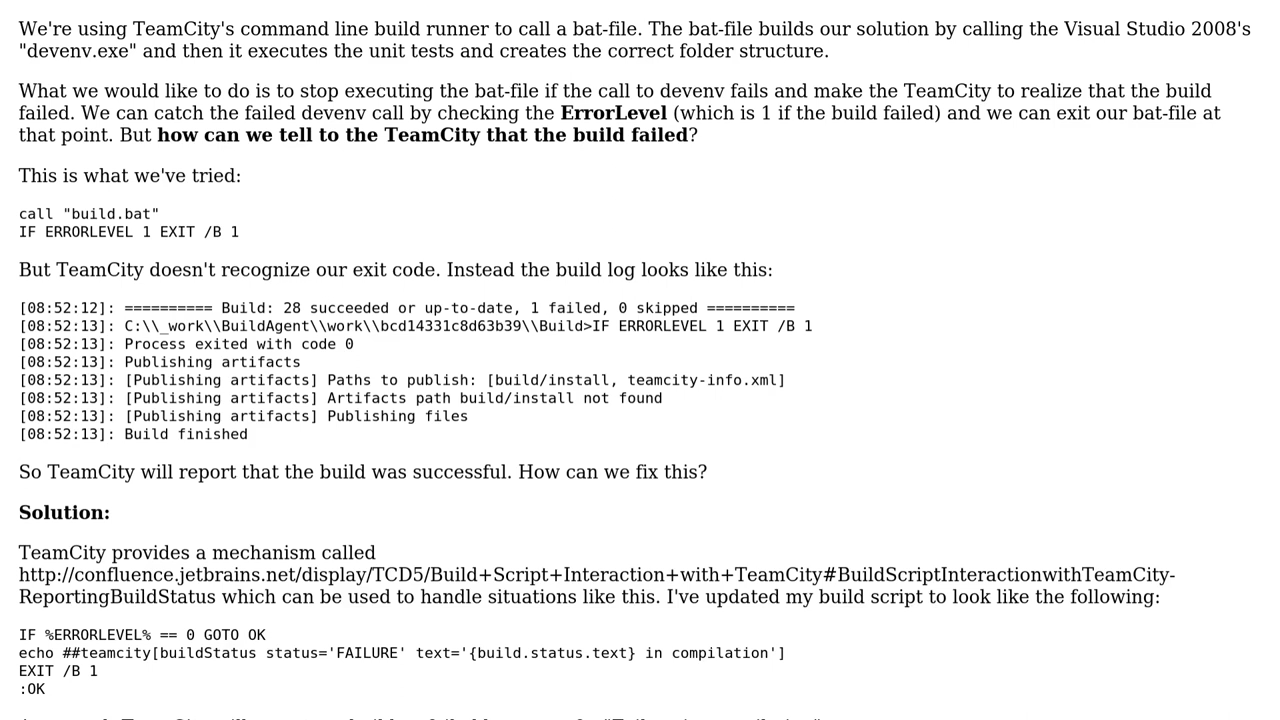 We're using TeamCity's command line build runner to call a bat-file. The bat-file builds our solution by calling the Visual Studio 2008's
"devenv.exe" and then it executes the unit tests and creates the correct folder structure.
What we would like to do is to stop executing the bat-file if the call to devenv fails and make the TeamCity to realize that the build
failed. We can catch the failed devenv call by checking the ErrorLevel (which is 1 if the build failed) and we can exit our bat-file at
that point. But how can we tell to the TeamCity that the build failed?
This is what we've tried:
call "build.bat"
IF ERRORLEVEL 1 EXIT /B 1
But TeamCity doesn't recognize our exit code. Instead the build log looks like this:
[08:52:12]: ========== Build: 28 succeeded or up-to-date, 1 failed, 0 skipped ==========
[08:52:13]: C:\\_work\\BuildAgent\\work\\bcd14331c8d63b39\\Build>IF ERRORLEVEL 1 EXIT /B 1
[08:52:13]: Process exited with code 0
[08:52:13]: Publishing artifacts
[08:52:13]: [Publishing artifacts] Paths to publish: [build/install, teamcity-info.xml]
[08:52:13]: [Publishing artifacts] Artifacts path build/install not found
[08:52:13]: [Publishing artifacts] Publishing files
[08:52:13]: Build finished
So TeamCity will report that the build was successful. How can we fix this?
Solution:
TeamCity provides a mechanism called
http://confluence.jetbrains.net/display/TCD5/Build+Script+Interaction+with+TeamCity#BuildScriptInteractionwithTeamCity-
ReportingBuildStatus which can be used to handle situations like this. I've updated my build script to look like the following:
IF %ERRORLEVEL% == 0 GOTO OK
echo ##teamcity[buildStatus status='FAILURE' text='{build.status.text} in compilation']
EXIT /B 1
:OK